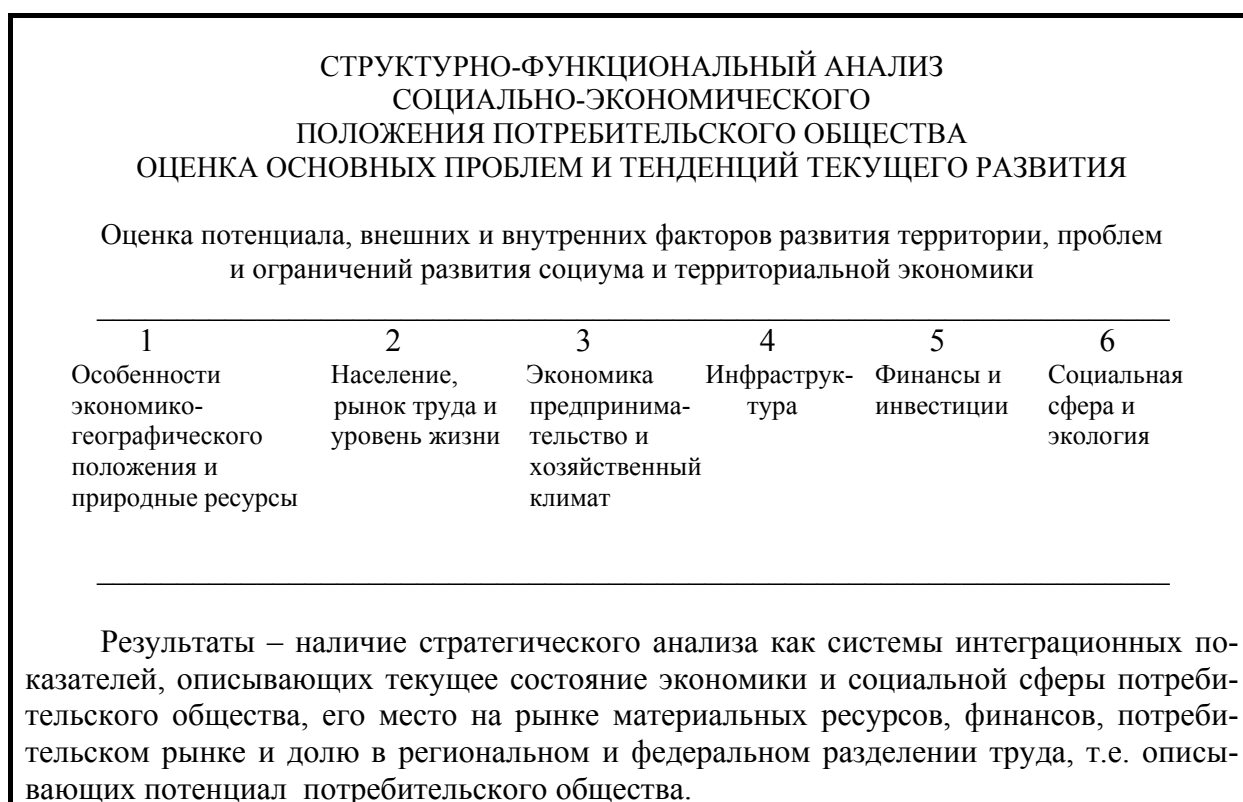 СТРУКТУРНО-ФУНКЦИОНАЛЬНЫЙ АНАЛИЗ
СОЦИАЛЬНО-ЭКОНОМИЧЕСКОГО
ПОЛОЖЕНИЯ ПОТРЕБИТЕЛЬСКОГО ОБЩЕСТВА
ОЦЕНКА ОСНОВНЫХ ПРОБЛЕМ И ТЕНДЕНЦИЙ ТЕКУЩЕГО РАЗВИТИЯ
Оценка потенциала, внешних и внутренних факторов развития территории, проблем
и ограничений развития социума и территориальной экономики
1 2 3 4 5 6
Особенности Население, Экономика Инфраструк- Финансы и Социальная
экономико- рынок труда и предпринима- тура инвестиции сфера и
географического уровень жизни тельство и экология
положения и хозяйственный
природные ресурсы климат
Результаты – наличие стратегического анализа как системы интеграционных по-
казателей, описывающих текущее состояние экономики и социальной сферы потреби-
тельского общества, его место на рынке материальных ресурсов, финансов, потреби-
тельском рынке и долю в региональном и федеральном разделении труда, т.е. описы-
вающих потенциал потребительского общества.